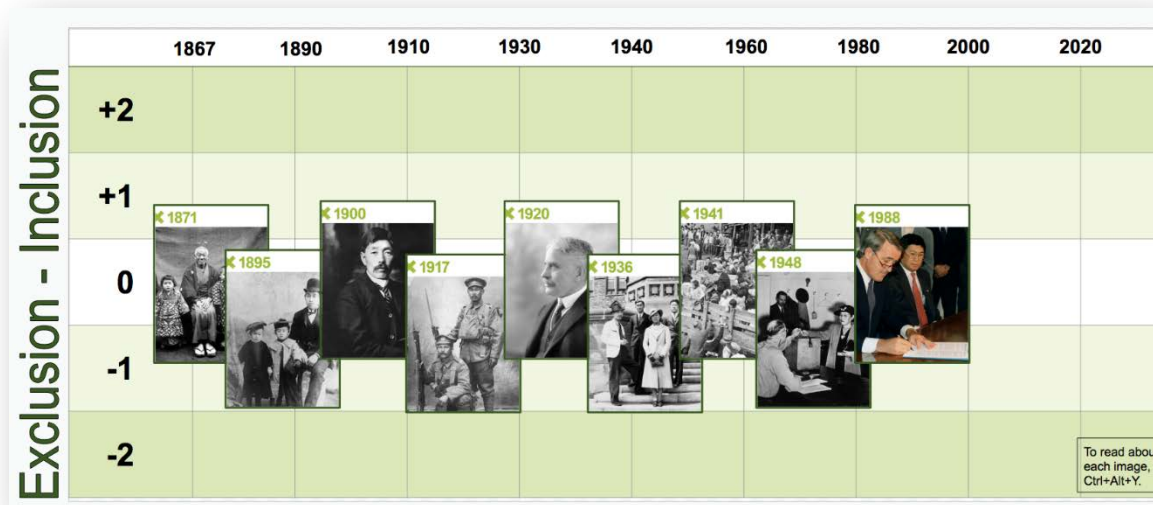 1867 1890 1910 1930 1940 1960 1980 2000 2020
Exclusion - Inclusion
+2
+1
0
-1
-2
1871
1895
1900
1917
1920
1936
1941
1948
1988
To read abou
each image,
Ctrl+Alt+Y.